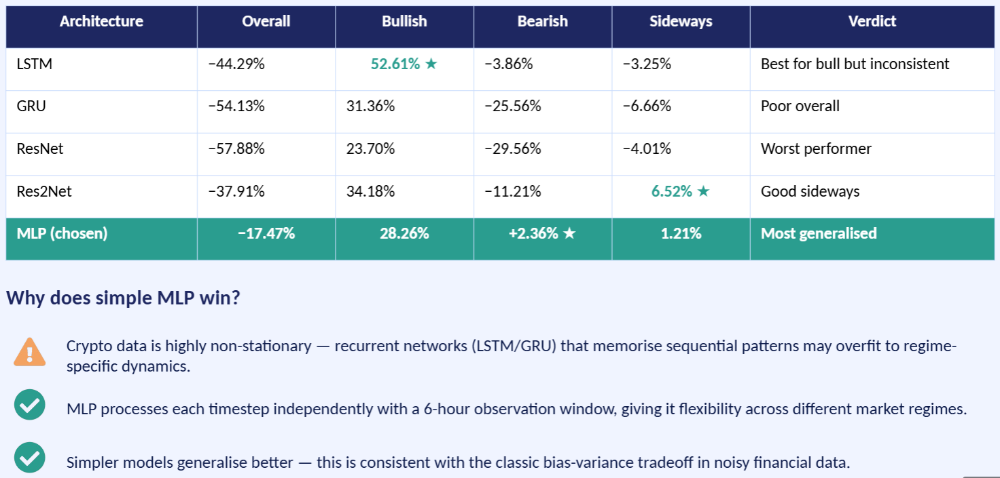 Architecture Overall Bullish Bearish Sideways Verdict
LSTM −44.29% 52.61% ★ −3.86% −3.25% Best for bull but inconsistent
GRU −54.13% 31.36% −25.56% −6.66% Poor overall
ResNet −57.88% 23.70% −29.56% −4.01% Worst performer
Res2Net −37.91% 34.18% −11.21% 6.52% ★ Good sideways
MLP (chosen) −17.47% 28.26% +2.36% ★ 1.21% Most generalised
Why does simple MLP win?
Crypto data is highly non-stationary — recurrent networks (LSTM/GRU) that memorise sequential patterns may overfit to regime-
specific dynamics.
MLP processes each timestep independently with a 6-hour observation window, giving it flexibility across different market regimes.
Simpler models generalise better — this is consistent with the classic bias-variance tradeoff in noisy financial data.